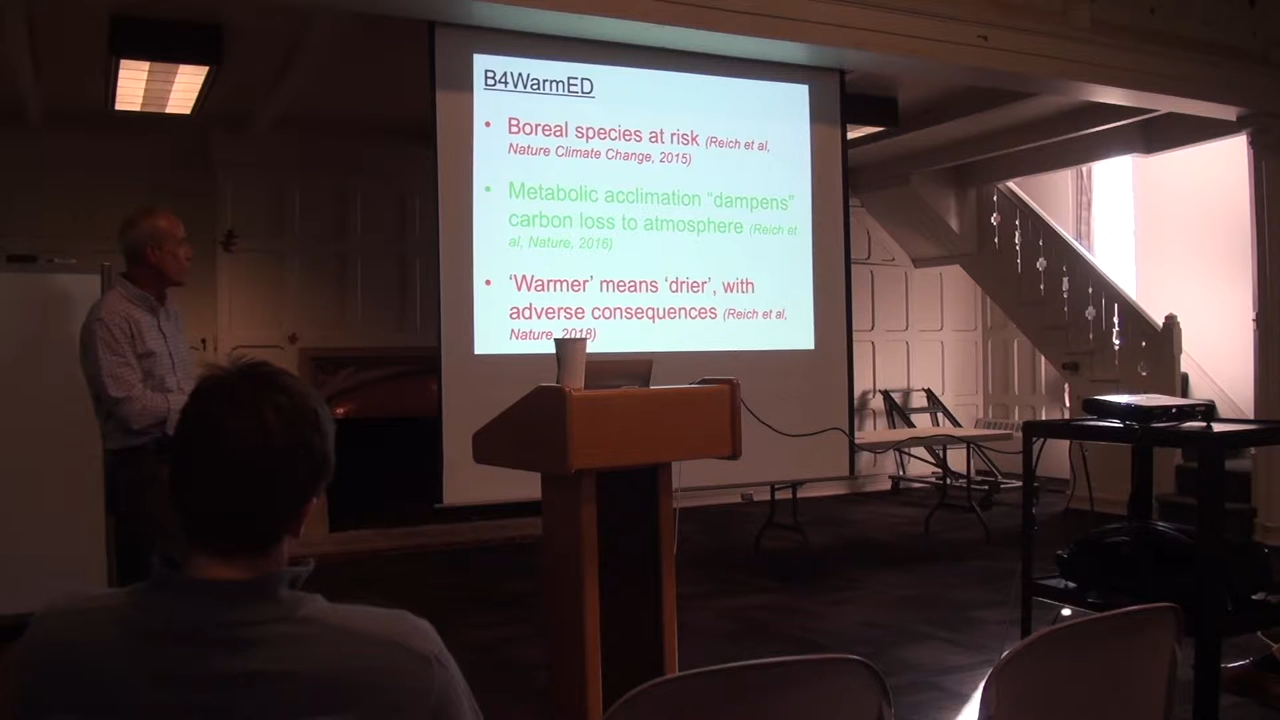 B4WarmED
• Boreal species at risk (Reich et al,
Nature Climate Change, 2015)
• Metabolic acclimation “dampens”
carbon loss to atmosphere (Reich et
al, Nature, 2016)
• ‘Warmer’ means ‘drier’, with
adverse consequences (Reich et al,
Nature, 2018)